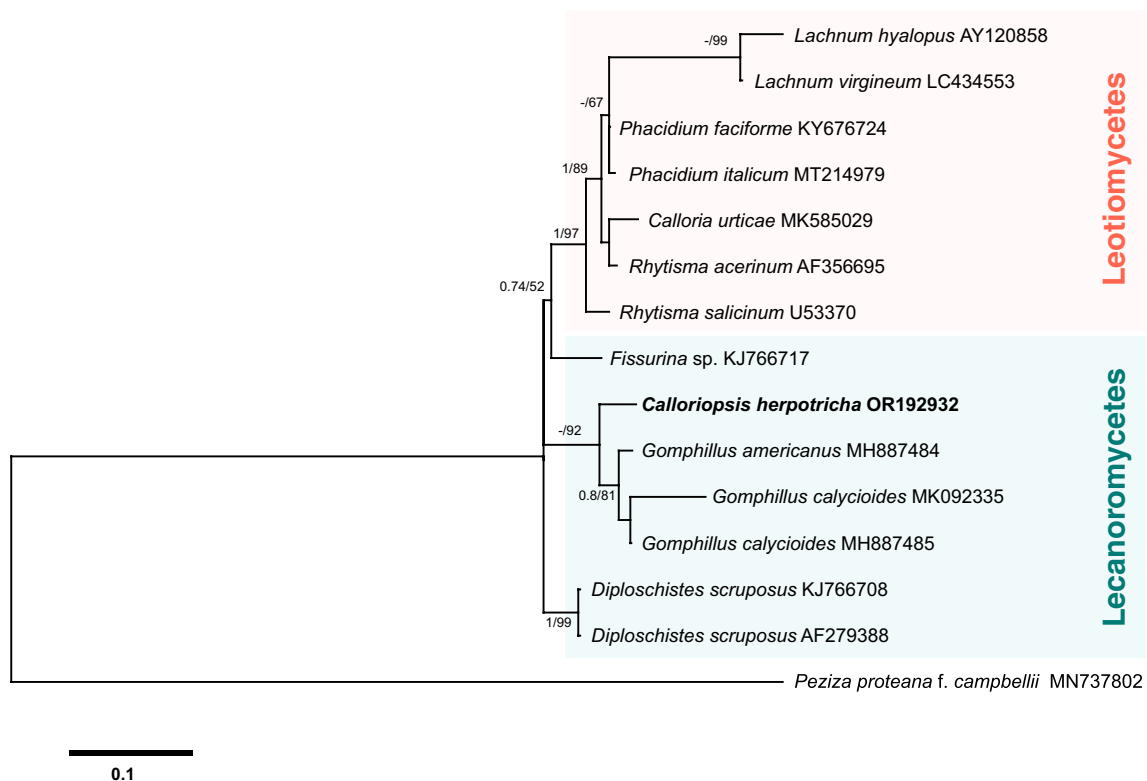 -/99
Lachnum hyalopus AY120858
Lachnum virgineum LC434553
-/67
Phacidium faciforme KY676724
1/89
Phacidium italicum MT214979
Calloria urticae MK585029
1/97
Rhytisma acerinum AF356695
0.74/52
Rhytisma salicinum U53370
Leotiomycetes
Fissurina sp. KJ766717
Calloriopsis herpotricha OR192932
-/92
Gomphillus americanus MH887484
0.8/81
Gomphillus calycioides MK092335
Gomphillus calycioides MH887485
Diploschistes scruposus KJ766708
1/99
Diploschistes scruposus AF279388
Lecanoromycetes
Peziza proteana f. campbellii MN737802
0.1